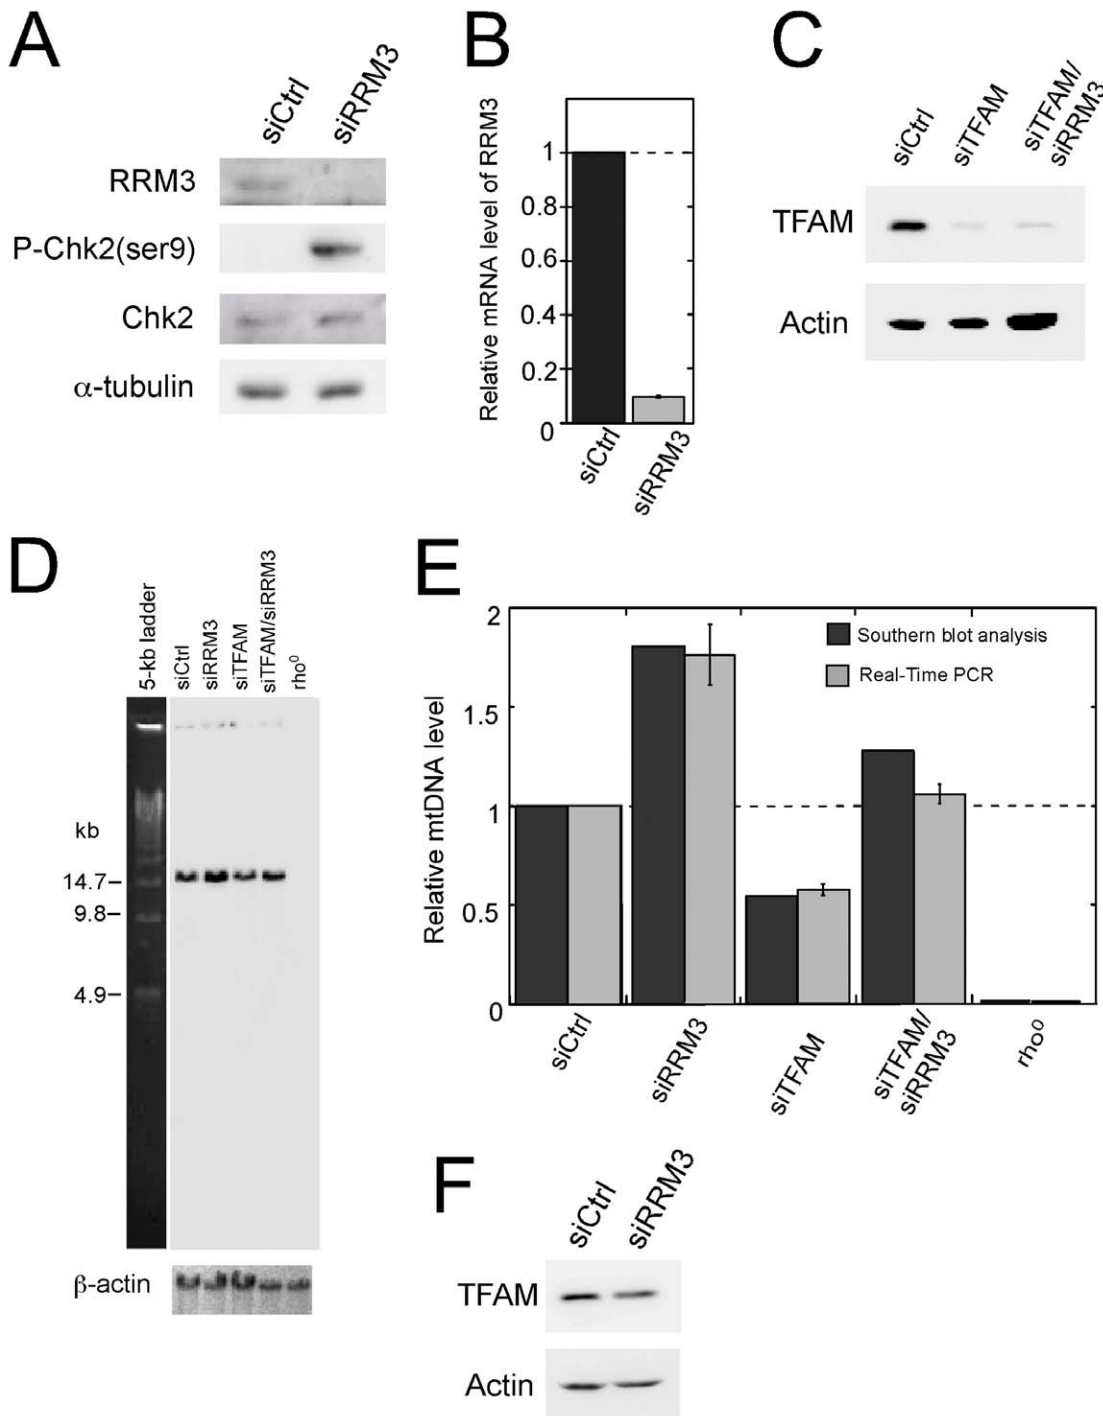 A
siCtrl
siRRM3
RRM3
P-Chk2(ser9)
Chk2
α-tubulin
B
Relative mRNA level of RRM3
1
0.8
0.6
0.4
0.2
0
siCtrl
siRRM3
C
siCtrl
siTFAM
siTFAM/
siRRM3
TFAM
Actin
D
5-kb ladder
siCtrl
siRRM3
siTFAM
siTFAM/siRRM3
rho⁰
kb
14.7
9.8
4.9
β-actin
E
Relative mtDNA level
2
1.5
1
0.5
0
Southern blot analysis
Real-Time PCR
siCtrl
siRRM3
siTFAM
siTFAM/
siRRM3
rho⁰
F
siCtrl
siRRM3
TFAM
Actin